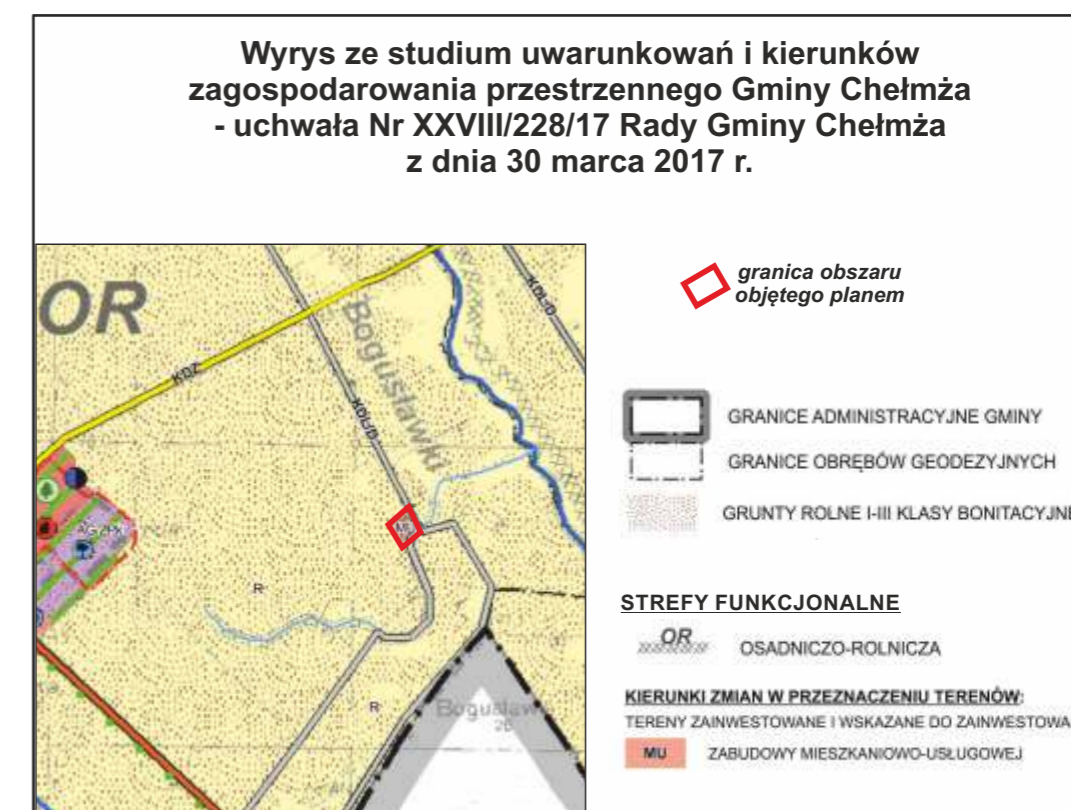 Wyrys ze studium uwarunkowań i kierunków
zagospodarowania przestrzennego Gminy Chełmża
- uchwała Nr XXVIII/228/17 Rady Gminy Chełmża
z dnia 30 marca 2017 r.
granica obszaru
objętego planem
OR
KDZ
KDL/D
KDL/D
Bogusławki
R
R
GRANICE ADMINISTRACYJNE GMINY
GRANICE OBRĘBÓW GEODEZYJNYCH
GRUNTY ROLNE I-III KLASY BONITACYJNE
STREFY FUNKCJONALNE
OR OSADNICZO-ROLNICZA
KIERUNKI ZMIAN W PRZEZNACZENIU TERENÓW:
TERENY ZAINWESTOWANE I WSKAZANE DO ZAINWESTOWA
MU ZABUDOWY MIESZKANIOWO-USŁUGOWEJ